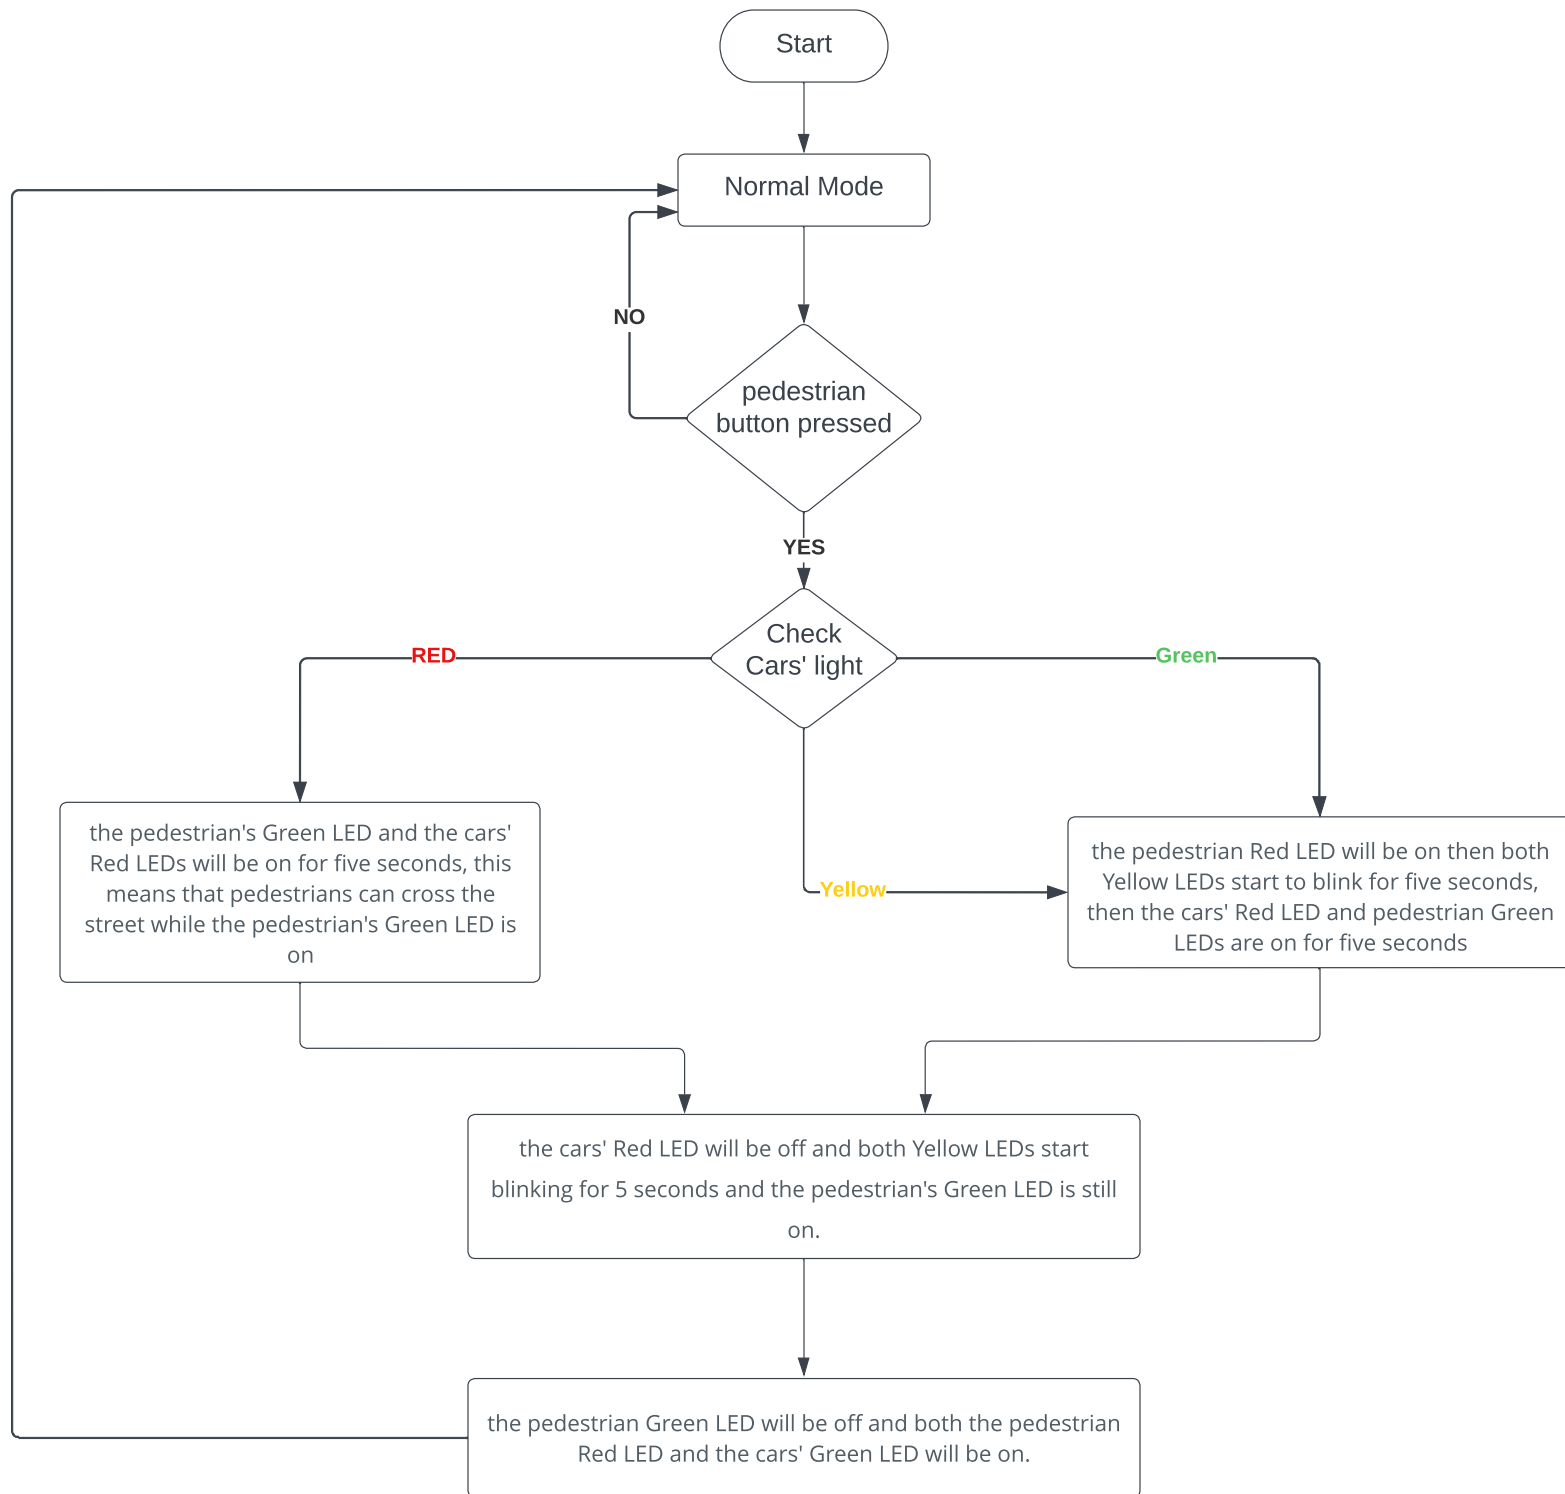 Start
Normal Mode
NO
pedestrian
button pressed
YES
Check
Cars' light
RED
Green
Yellow
the pedestrian's Green LED and the cars'
Red LEDs will be on for five seconds, this
means that pedestrians can cross the
street while the pedestrian's Green LED is
on
the pedestrian Red LED will be on then both
Yellow LEDs start to blink for five seconds,
then the cars' Red LED and pedestrian Green
LEDs are on for five seconds
the cars' Red LED will be off and both Yellow LEDs start
blinking for 5 seconds and the pedestrian's Green LED is still
on.
the pedestrian Green LED will be off and both the pedestrian
Red LED and the cars' Green LED will be on.